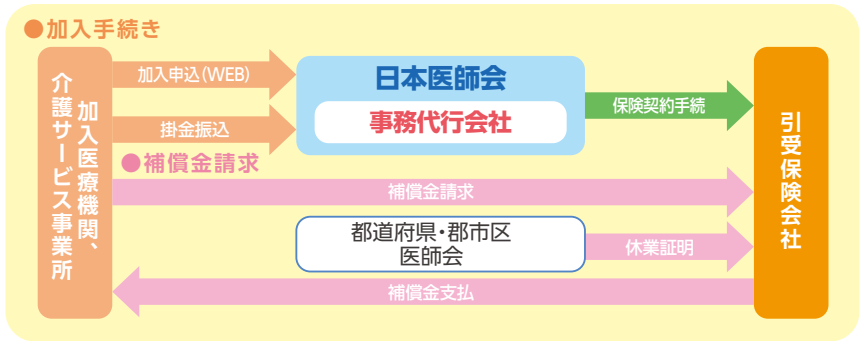 ●加入手続き
加入医療機関、
介護サービス事業所
加入申込(WEB)
掛金振込
日本医師会
事務代行会社
保険契約手続
引受保険会社
●補償金請求
補償金請求
都道府県・郡市区
医師会
休業証明
補償金支払